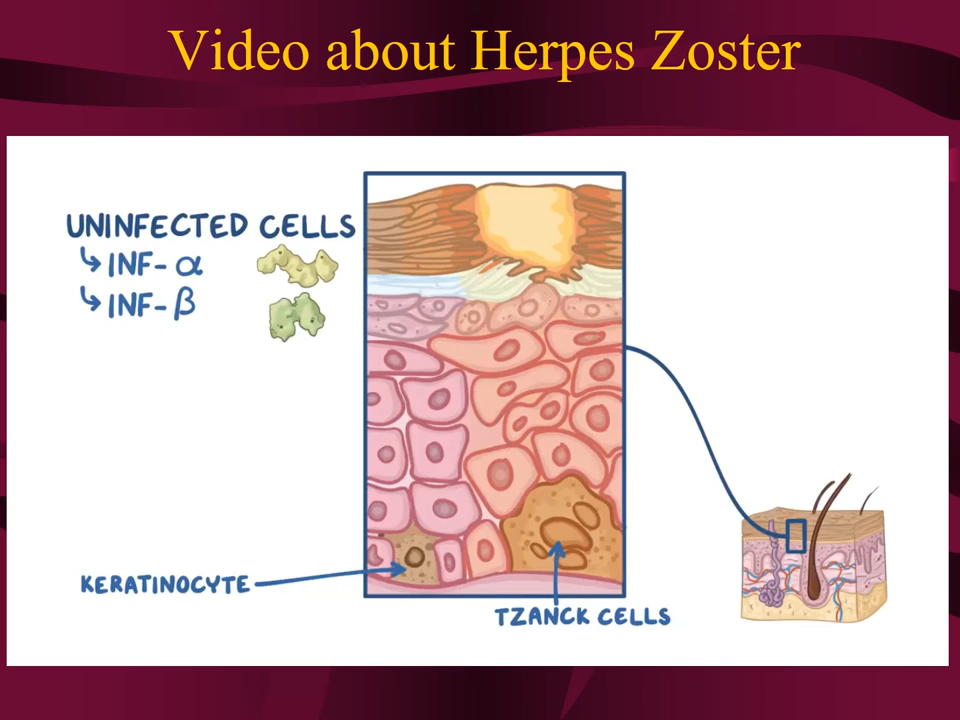 Video about Herpes Zoster
UNINFECTED CELLS
↳ INF-α
↳ INF-β
KERATINOCYTE
TZANCK CELLS